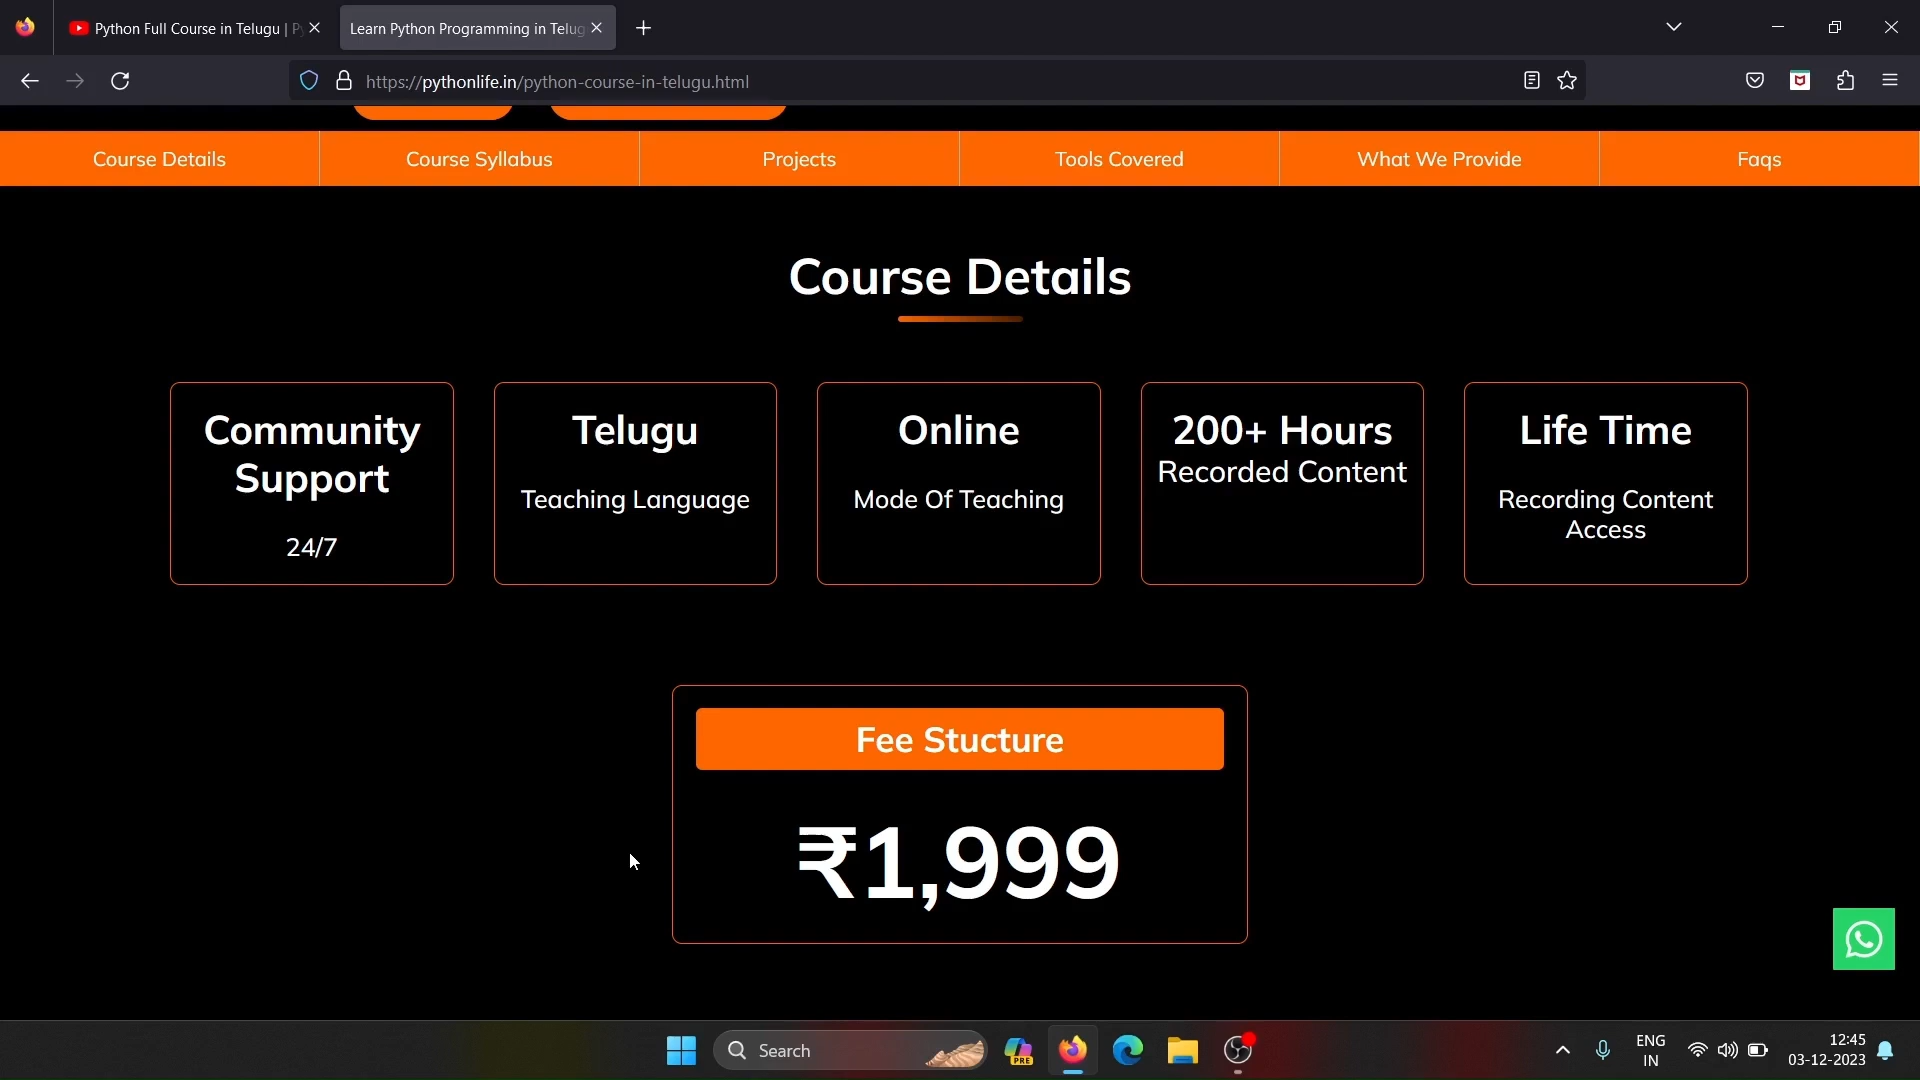 Python Full Course in Telugu | Py
Learn Python Programming in Telug
https://pythonlife.in/python-course-in-telugu.html
Course Details
Course Syllabus
Projects
Tools Covered
What We Provide
Faqs
Course Details
Community
Support
24/7
Telugu
Teaching Language
Online
Mode Of Teaching
200+ Hours
Recorded Content
Life Time
Recording Content
Access
Fee Stucture
₹1,999
Search
PRE
ENG
IN
12:45
03-12-2023